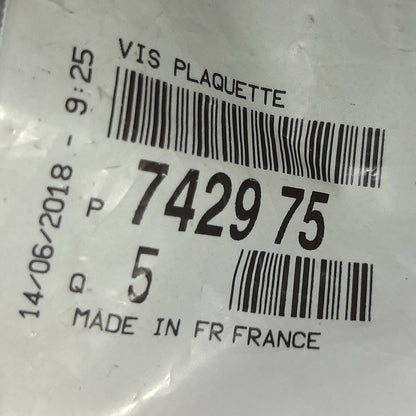 VIS PLAQUETTE
P 7429 75
Q 5
MADE IN FR FRANCE
14/06/2018 - 9:25